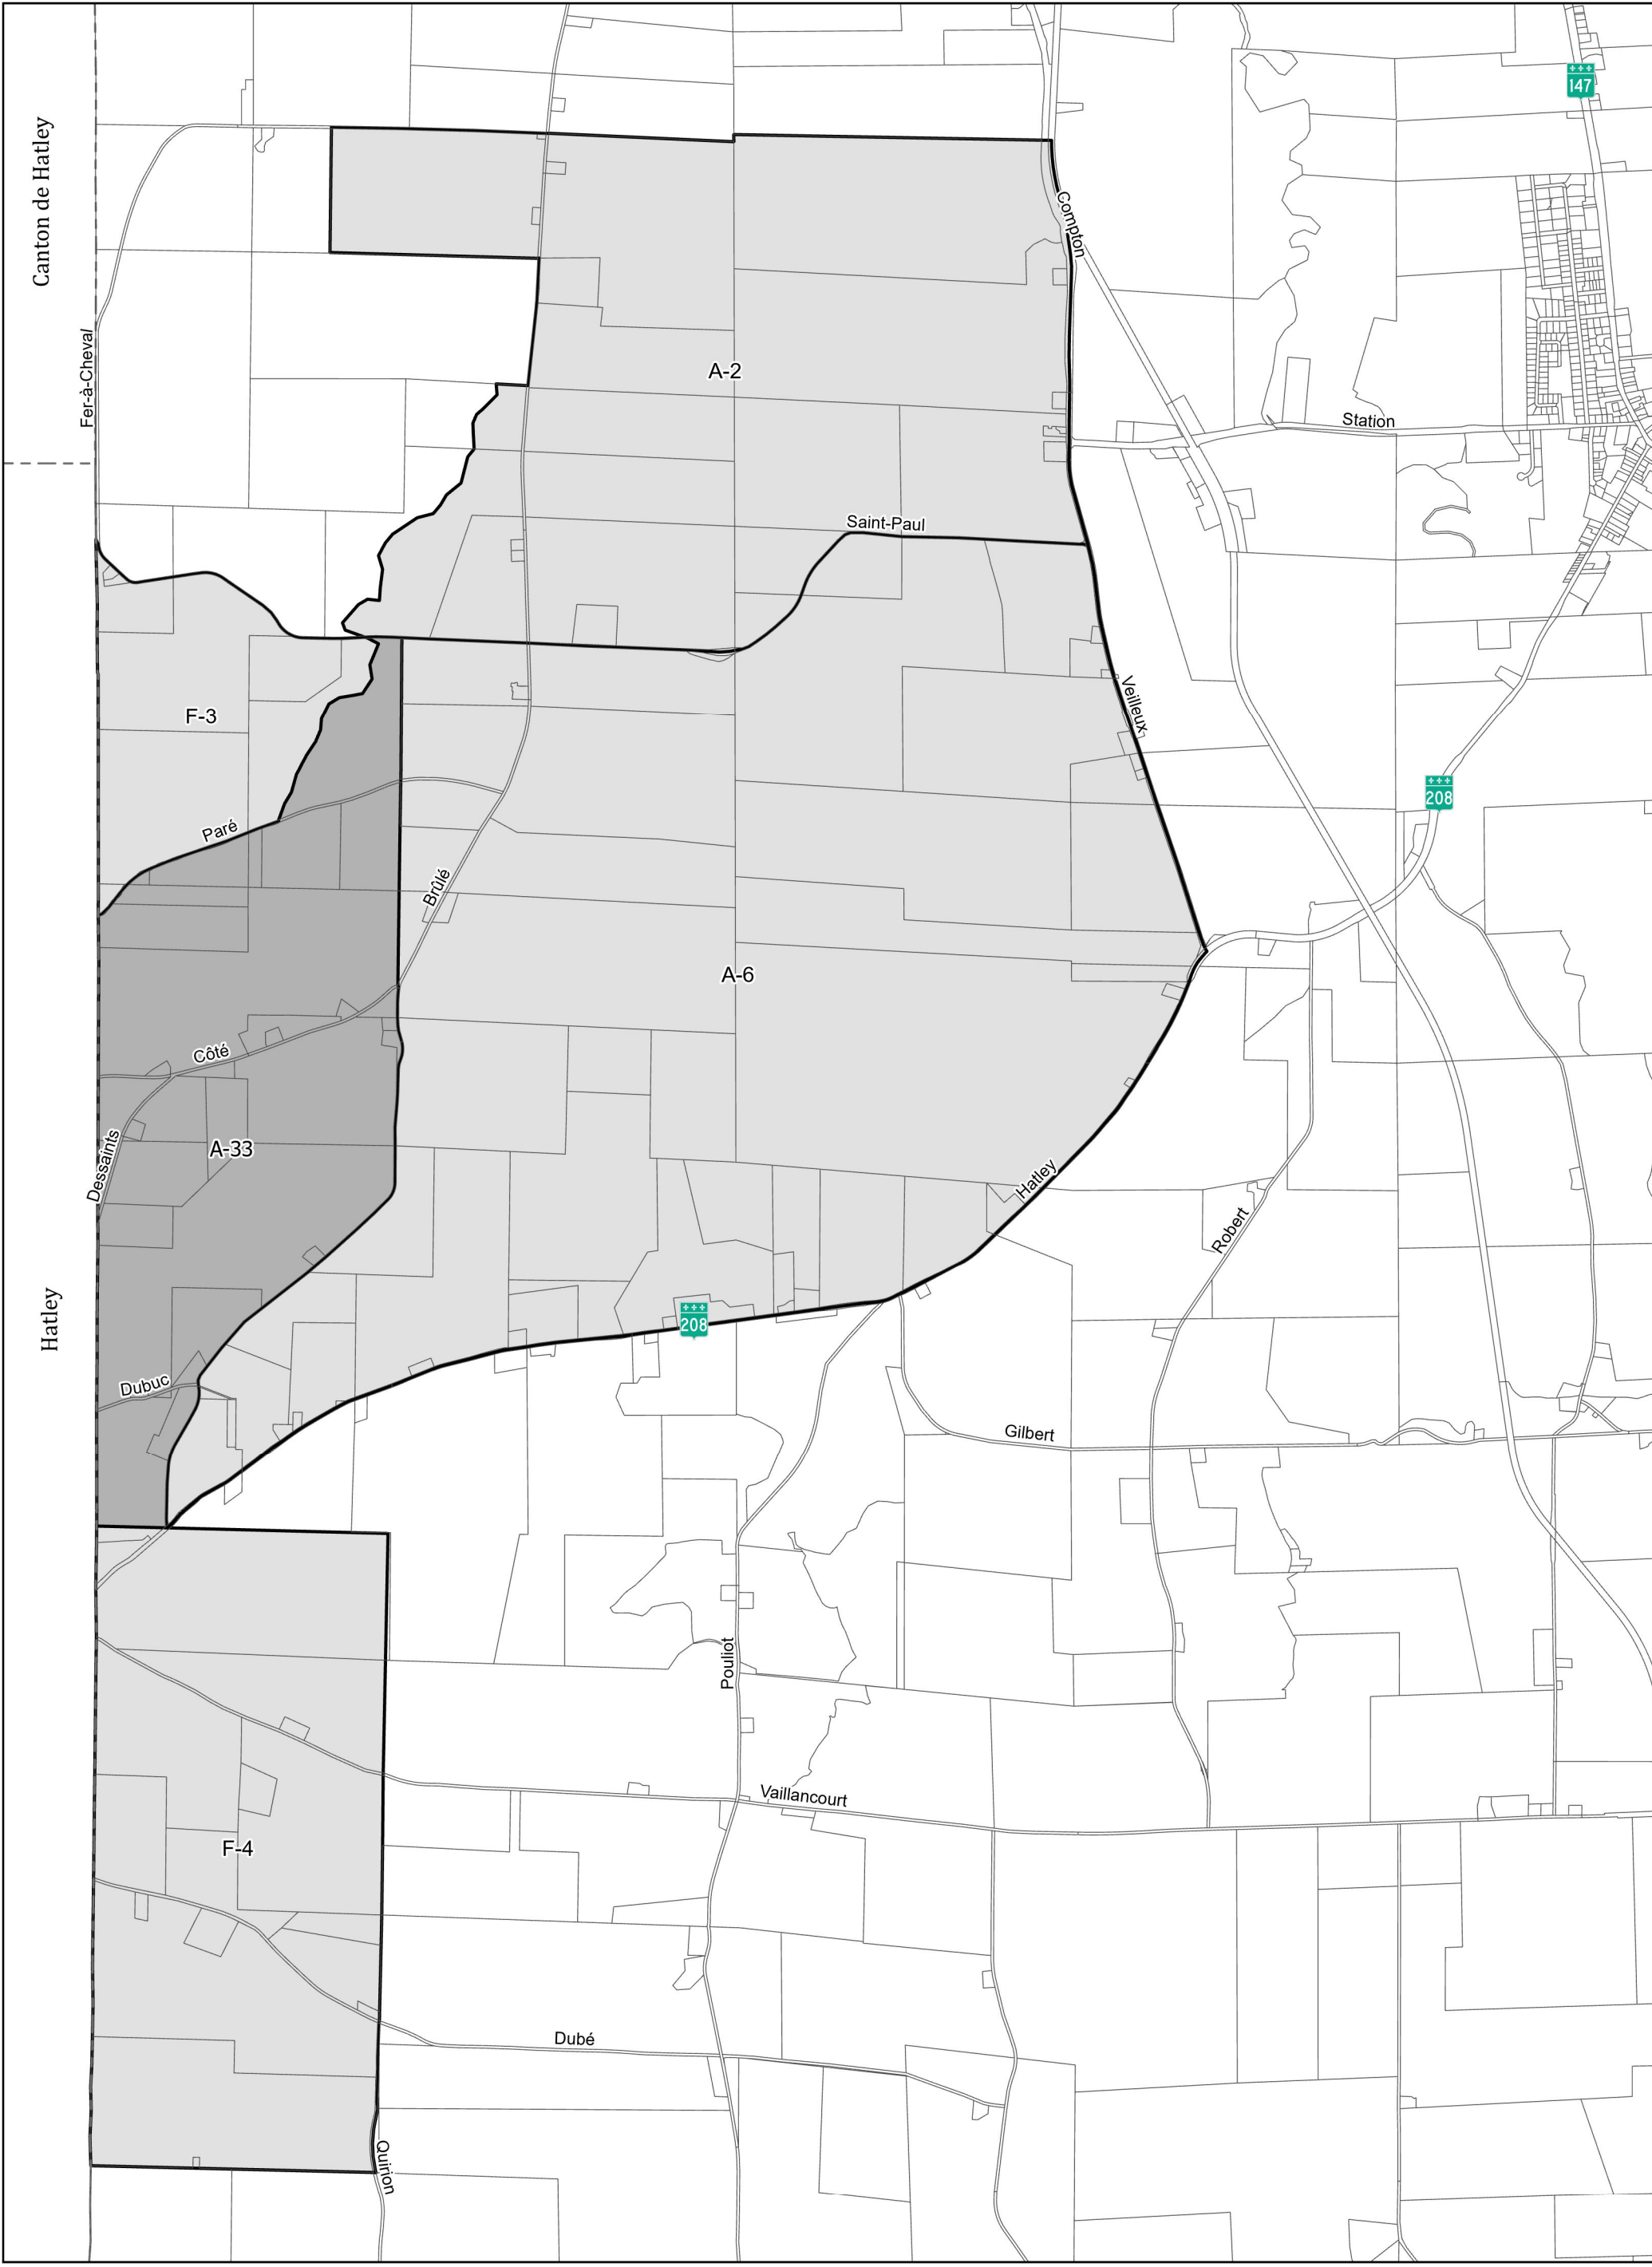 147
Canton de Hatley
Compton
Fer-à-Cheval
A-2
Station
Saint-Paul
F-3
Veilleux
208
Paré
Brûlé
A-6
Côté
Dessaints
A-33
Hatley
Robert
Hatley
208
Dubuc
Gilbert
Pouliot
Vaillancourt
F-4
Dubé
Quirion